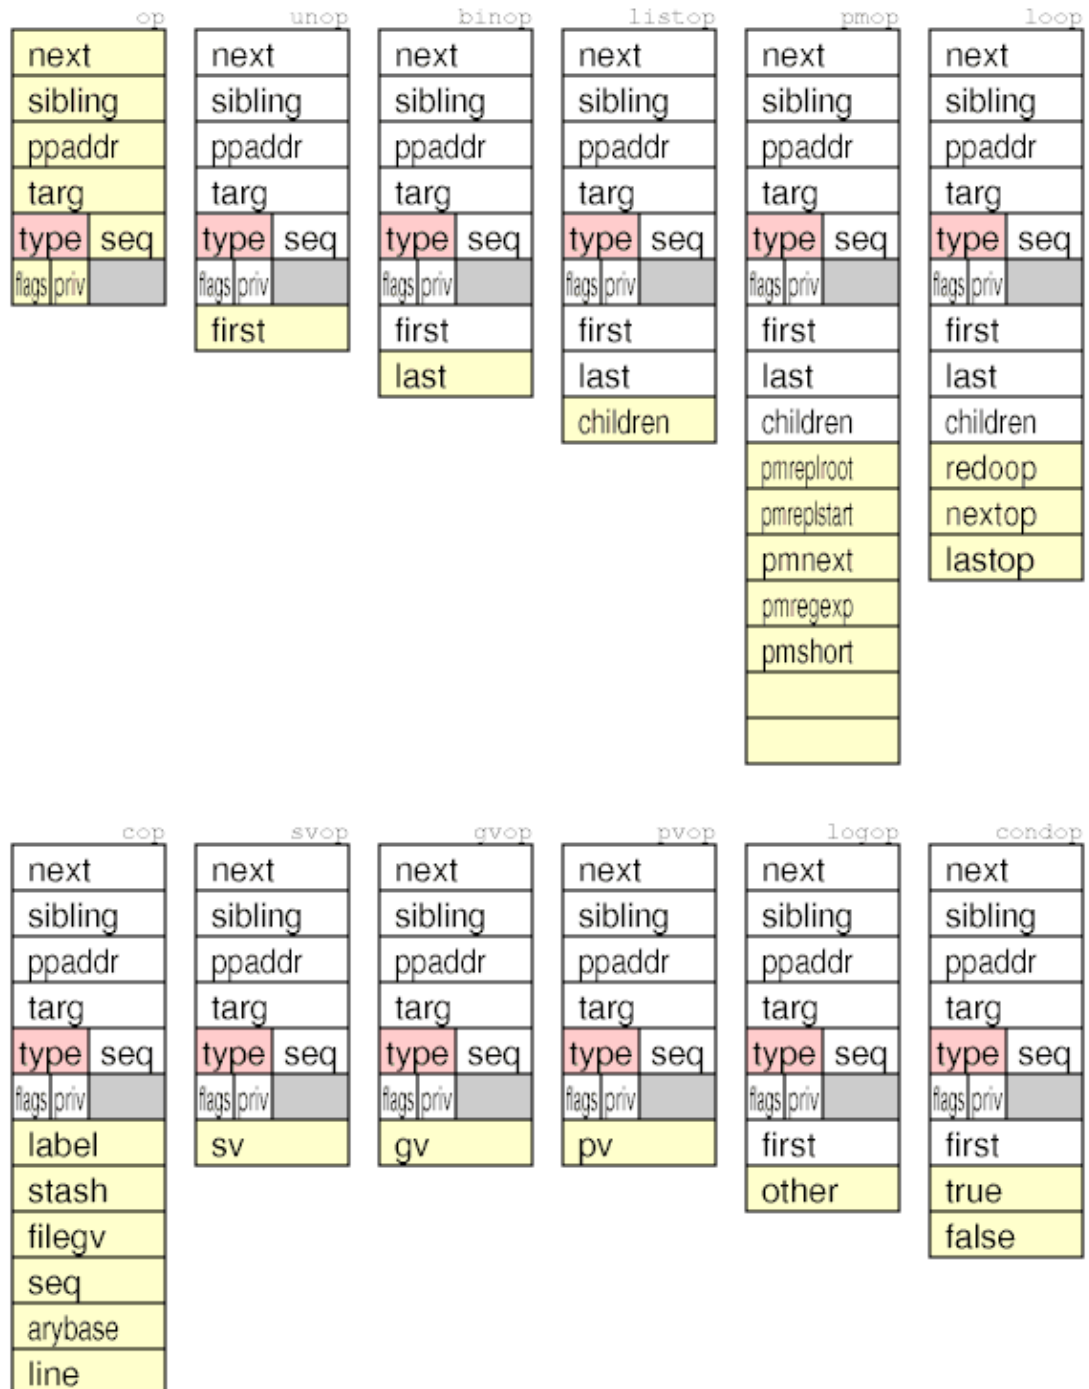 op unop binop listop pmop loop
next next next next next next
sibling sibling sibling sibling sibling sibling
ppaddr ppaddr ppaddr ppaddr ppaddr ppaddr
targ targ targ targ targ targ
type seq type seq type seq type seq type seq type seq
flags priv flags priv flags priv flags priv flags priv flags priv
first first first first first
last last last last
children children children
pmreplroot redoop
pmreplstart nextop
pmnext lastop
pmregexp
pmshort
cop svop gvop pvop logop condop
next next next next next next
sibling sibling sibling sibling sibling sibling
ppaddr ppaddr ppaddr ppaddr ppaddr ppaddr
targ targ targ targ targ targ
type seq type seq type seq type seq type seq type seq
flags priv flags priv flags priv flags priv flags priv flags priv
label sv gv pv first first
stash other true
filegv false
seq
arybase
line